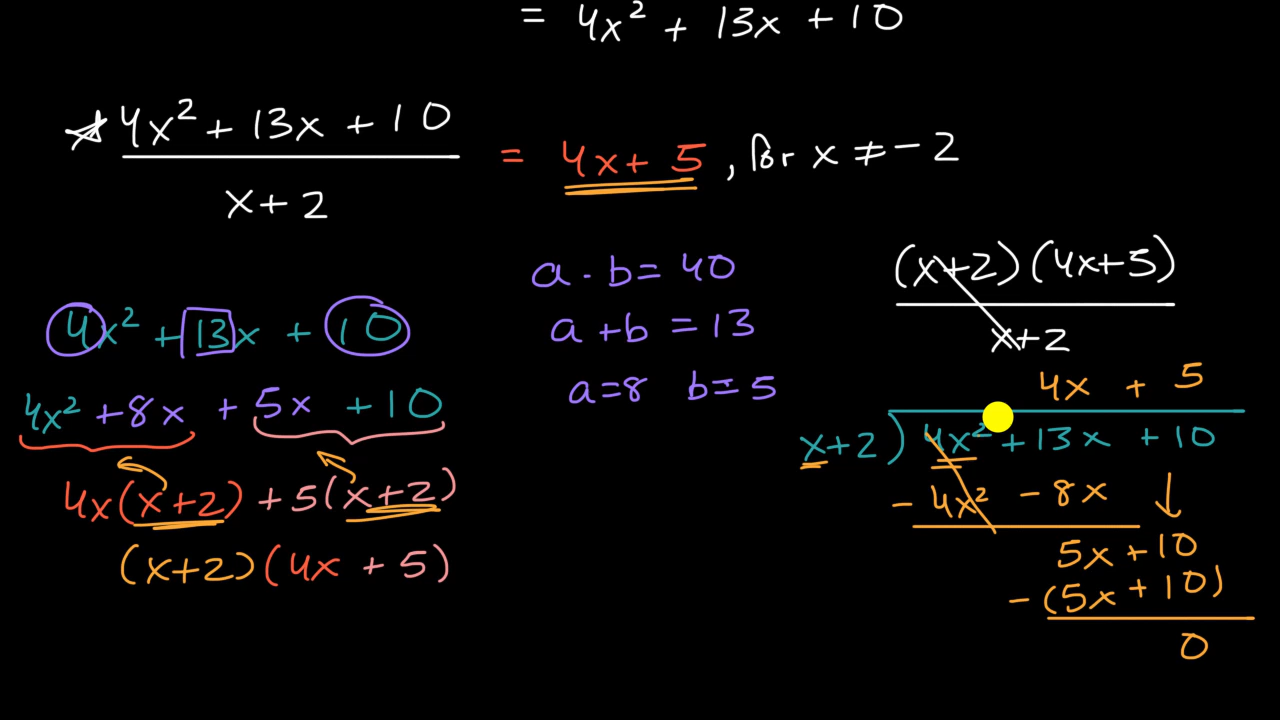 = 4x² + 13x + 10
4x² + 13x + 10
x + 2
= 4x + 5, for x ≠ -2
4x² + 13x + 10
4x² + 8x + 5x + 10
4x(x+2) + 5(x+2)
(x+2)(4x + 5)
a · b = 40
a + b = 13
a = 8 b = 5
(x+2)(4x+5)
x+2
4x + 5
x+2) 4x² + 13x + 10
- 4x² - 8x
5x + 10
- (5x + 10)
0